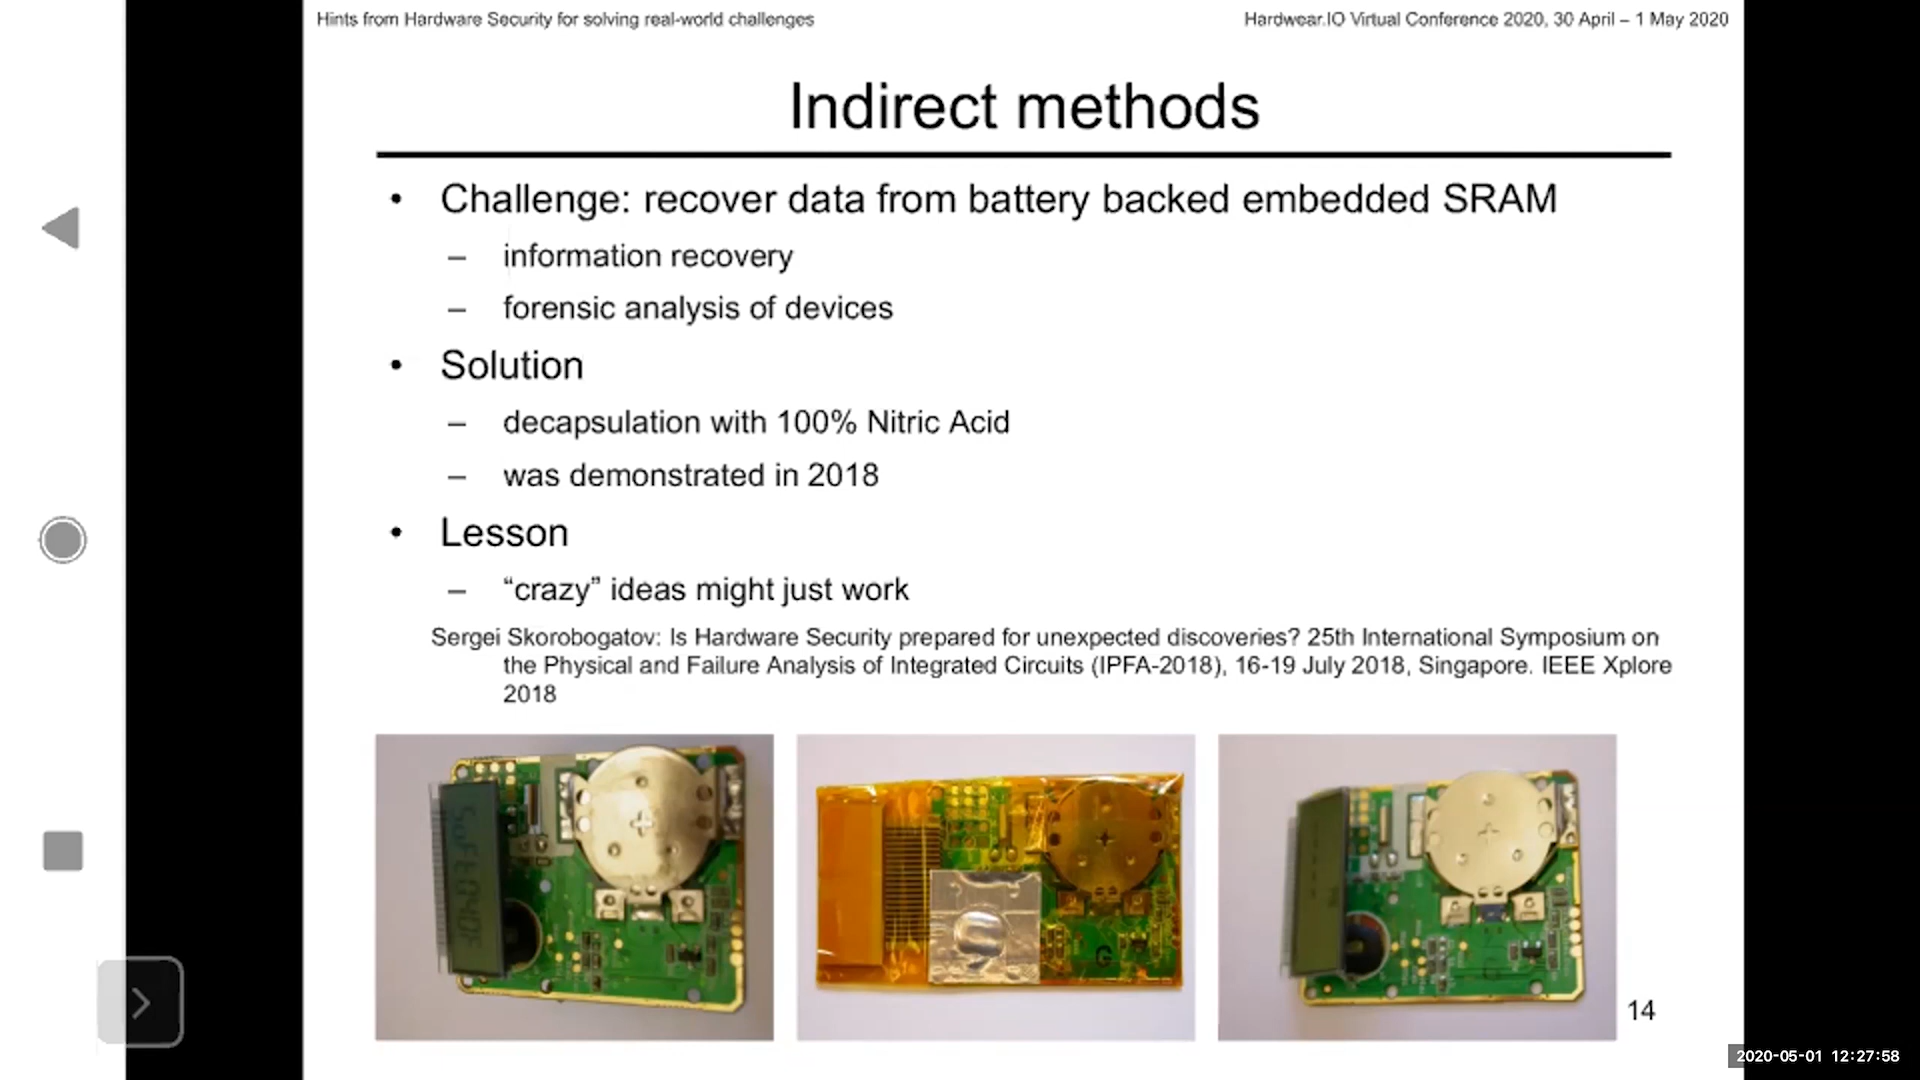 Hints from Hardware Security for solving real-world challenges
Hardwear.IO Virtual Conference 2020, 30 April – 1 May 2020
Indirect methods
• Challenge: recover data from battery backed embedded SRAM
– information recovery
– forensic analysis of devices
• Solution
– decapsulation with 100% Nitric Acid
– was demonstrated in 2018
• Lesson
– “crazy” ideas might just work
Sergei Skorobogatov: Is Hardware Security prepared for unexpected discoveries? 25th International Symposium on
the Physical and Failure Analysis of Integrated Circuits (IPFA-2018), 16-19 July 2018, Singapore. IEEE Xplore
2018
14
2020-05-01 12:27:58